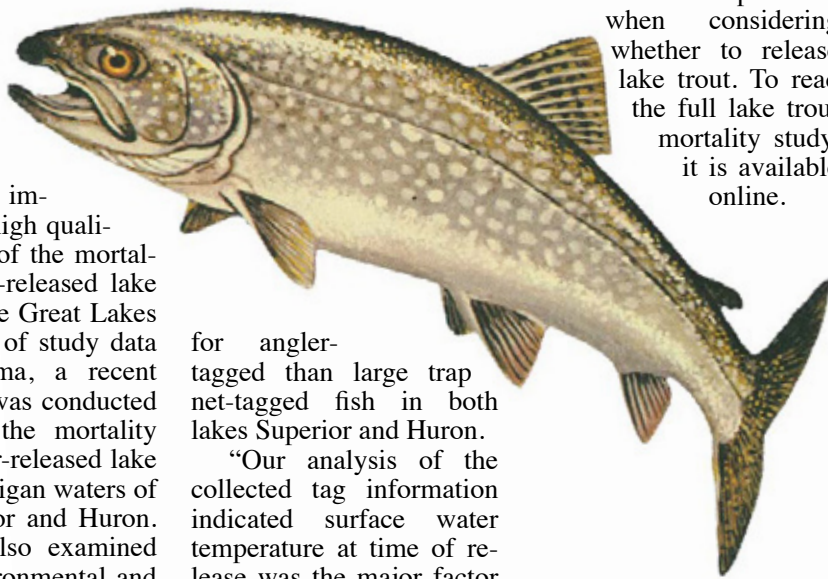 im-
igh quali-
of the mortal-
-released lake
e Great Lakes
of study data
ma, a recent
was conducted
the mortality
r-released lake
igan waters of
or and Huron.
lso examined
ronmental and
for angler-
tagged than large trap
net-tagged fish in both
lakes Superior and Huron.
“Our analysis of the
collected tag information
indicated surface water
temperature at time of re-
lease was the major factor
when considering
whether to release
lake trout. To read
the full lake trout
mortality study,
it is available
online.